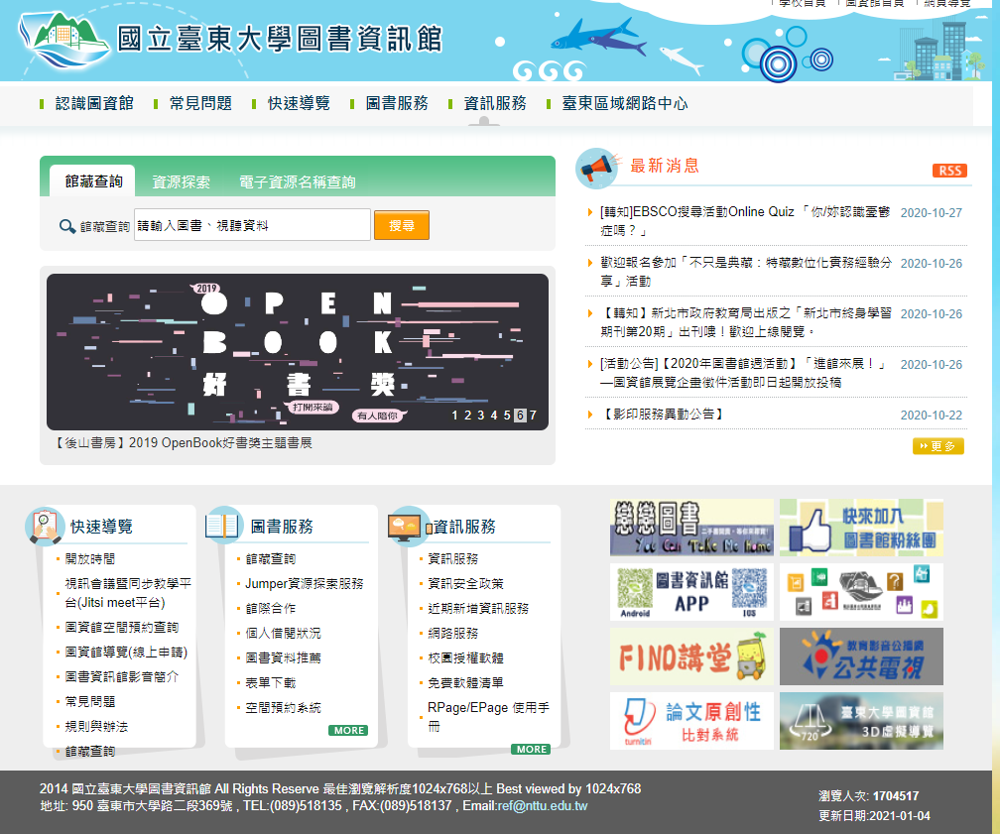 學校首頁 圖資館首頁 網頁導覽
國立臺東大學圖書資訊館
認識圖資館 常見問題 快速導覽 圖書服務 資訊服務 臺東區域網路中心
館藏查詢 資源探索 電子資源名稱查詢
館藏查詢 請輸入圖書、視聽資料 搜尋
2019
OPEN
BOOK
好書獎
打開來讀
有人陪你
1 2 3 4 5 6 7
【後山書房】2019 OpenBook好書獎主題書展
最新消息
RSS
[轉知]EBSCO搜尋活動Online Quiz 「你/妳認識憂鬱 2020-10-27
症嗎？」
歡迎報名參加「不只是典藏：特藏數位化實務經驗分 2020-10-26
享」活動
【轉知】新北市政府教育局出版之「新北市終身學習 2020-10-26
期刊第20期」出刊嘍！歡迎上線閱覽。
[活動公告]【2020年圖書館週活動】「進館來展！」 2020-10-26
—圖資館展覽企畫徵件活動即日起開放投稿
【影印服務異動公告】 2020-10-22
更多
快速導覽
開放時間
視訊會議暨同步教學平
台(Jitsi meet平台)
圖資館空間預約查詢
圖資館導覽(線上申請)
圖書資訊館影音簡介
常見問題
規則與辦法
館藏查詢
圖書服務
館藏查詢
Jumper資源探索服務
館際合作
個人借閱狀況
圖書資料推薦
表單下載
空間預約系統
MORE
資訊服務
資訊服務
資訊安全政策
近期新增資訊服務
網路服務
校園授權軟體
免費軟體清單
RPage/EPage 使用手
冊
MORE
戀戀圖書
二手書閱覽，等你來尋寶!
You Can Take Me home
快來加入
圖書館粉絲團
圖書資訊館
APP
Android IOS
FIND講堂
教育影音公播網
公共電視
turnitin
論文原創性
比對系統
720°
臺東大學圖資館
3D虛擬導覽
2014 國立臺東大學圖書資訊館 All Rights Reserve 最佳瀏覽解析度1024x768以上 Best viewed by 1024x768
地址: 950 臺東市大學路二段369號 , TEL:(089)518135 , FAX:(089)518137 , Email:ref@nttu.edu.tw
瀏覽人次: 1704517
更新日期:2021-01-04